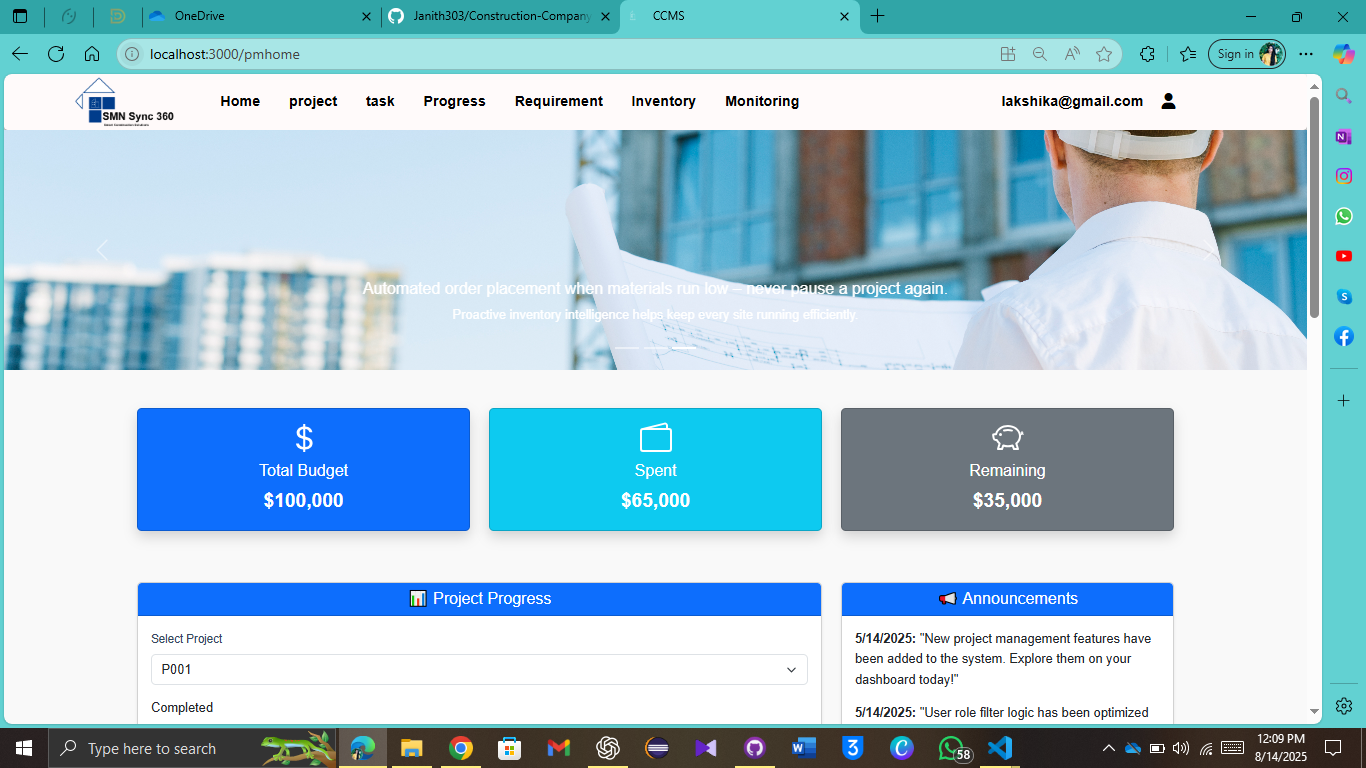 OneDrive
Janith303/Construction-Company
CCMS
localhost:3000/pmhome
Sign in
SMN Sync 360
Home
project
task
Progress
Requirement
Inventory
Monitoring
lakshika@gmail.com
Automated order placement when materials run low – never pause a project again.
Proactive inventory intelligence helps keep every site running efficiently.
Total Budget
$100,000
Spent
$65,000
Remaining
$35,000
Project Progress
Select Project
P001
Completed
Announcements
5/14/2025: "New project management features have
been added to the system. Explore them on your
dashboard today!"
5/14/2025: "User role filter logic has been optimized
Type here to search
58
12:09 PM
8/14/2025